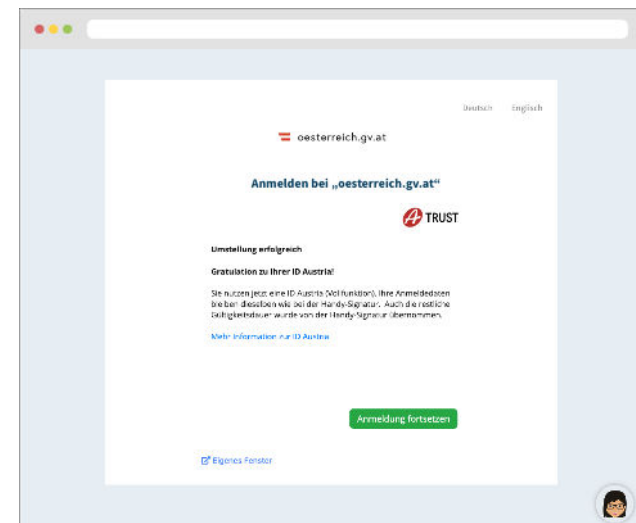 Deutsch Englisch
oesterreich.gv.at
Anmelden bei „oesterreich.gv.at“
A TRUST
Umstellung erfolgreich
Gratulation zu Ihrer ID Austria!
Sie nutzen jetzt eine ID Austria (Vollfunktion). Ihre Anmeldedaten
bleiben dieselben wie bei der Handy-Signatur. Auch die restliche
Gültigkeitsdauer wurde von der Handy-Signatur übernommen.
Mehr Information zur ID Austria
Anmeldung fortsetzen
Eigenes Fenster